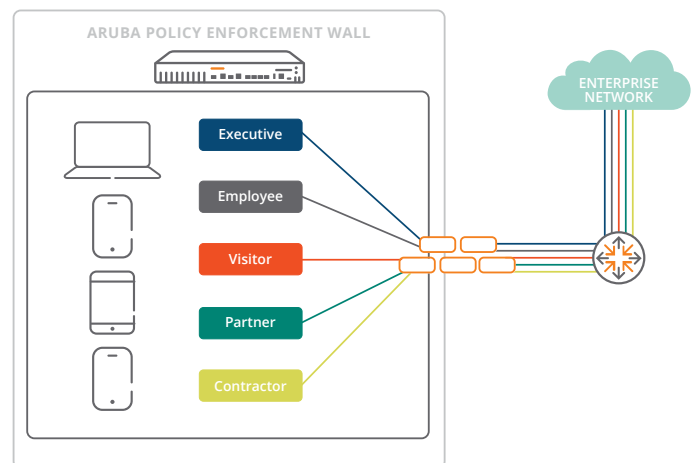 ARUBA POLICY ENFORCEMENT WALL
ENTERPRISE
NETWORK
Executive
Employee
Visitor
Partner
Contractor